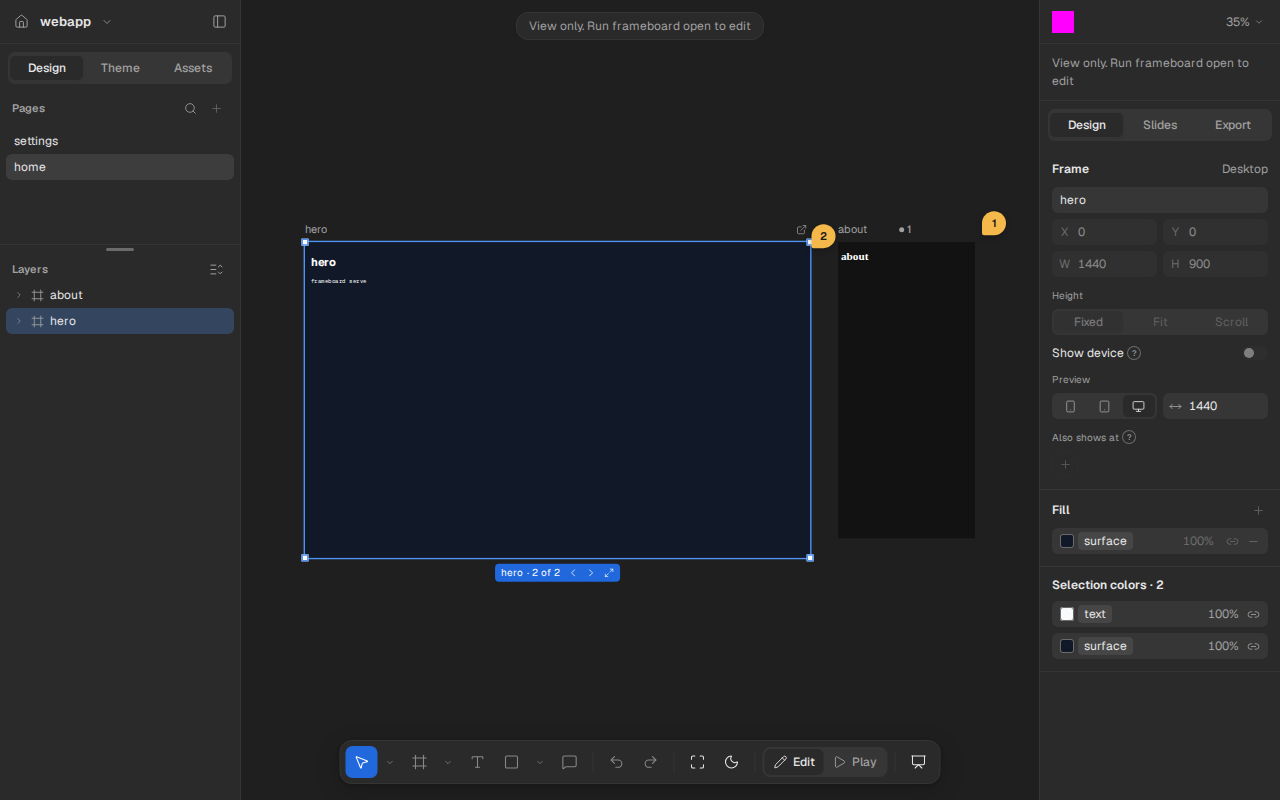 webapp
Design Theme Assets
Pages
settings
home
Layers
about
hero
View only. Run frameboard open to edit
hero
2
about
1
1
hero
frameboard serve
about
hero · 2 of 2
Edit Play
35%
View only. Run frameboard open to
edit
Design Slides Export
Frame Desktop
hero
X 0 Y 0
W 1440 H 900
Height
Fixed Fit Scroll
Show device ?
Preview
1440
Also shows at ?
Fill
surface 100%
Selection colors · 2
text 100%
surface 100%